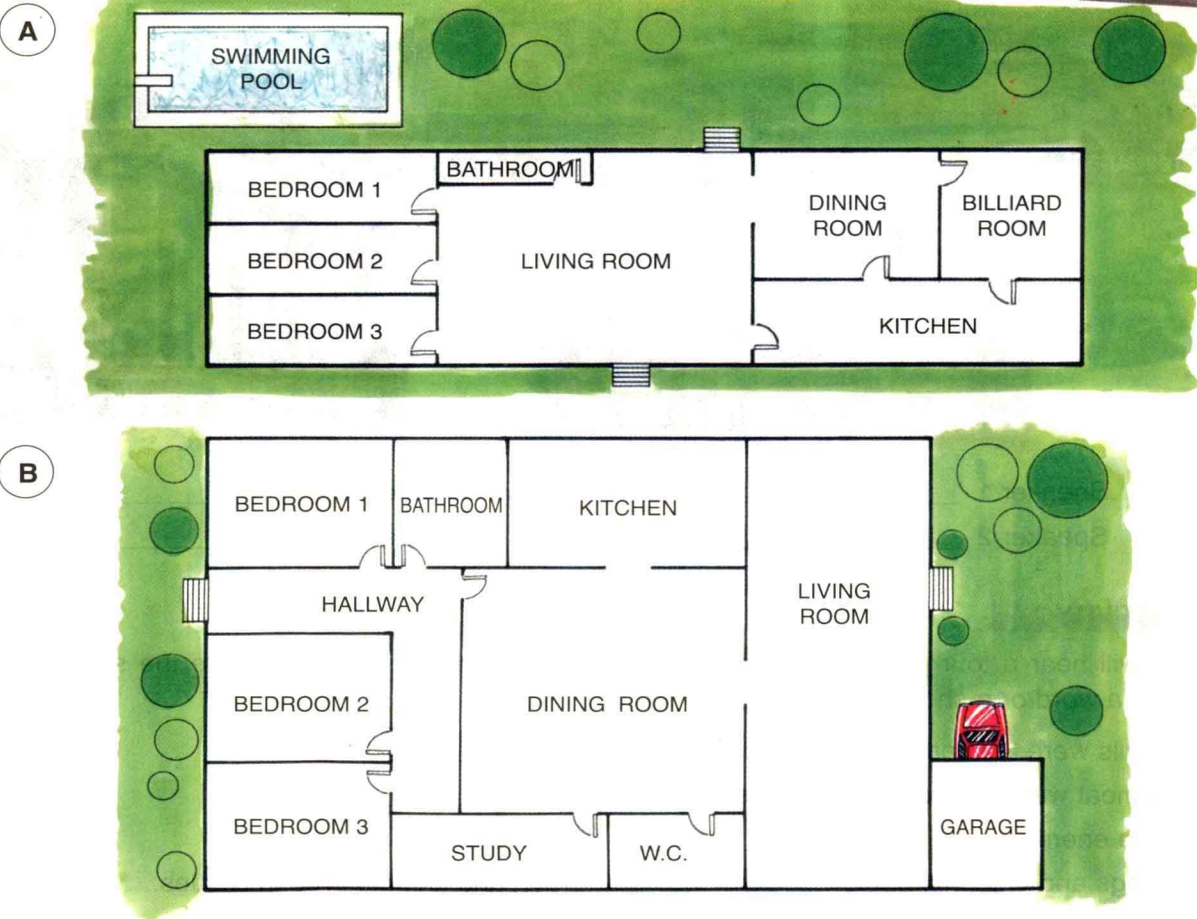 A
SWIMMING
POOL
BEDROOM 1
BATHROOM
BEDROOM 2
BEDROOM 3
LIVING ROOM
DINING
ROOM
BILLIARD
ROOM
KITCHEN
B
BEDROOM 1
BATHROOM
KITCHEN
HALLWAY
LIVING
ROOM
BEDROOM 2
DINING ROOM
BEDROOM 3
STUDY
W.C.
GARAGE